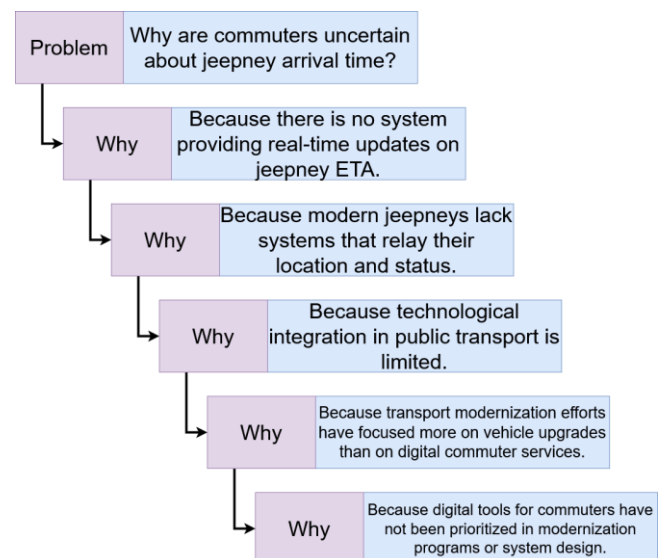 Problem
Why are commuters uncertain
about jeepney arrival time?
Why
Because there is no system
providing real-time updates on
jeepney ETA.
Why
Because modern jeepneys lack
systems that relay their
location and status.
Why
Because technological
integration in public transport is
limited.
Why
Because transport modernization efforts
have focused more on vehicle upgrades
than on digital commuter services.
Why
Because digital tools for commuters have
not been prioritized in modernization
programs or system design.